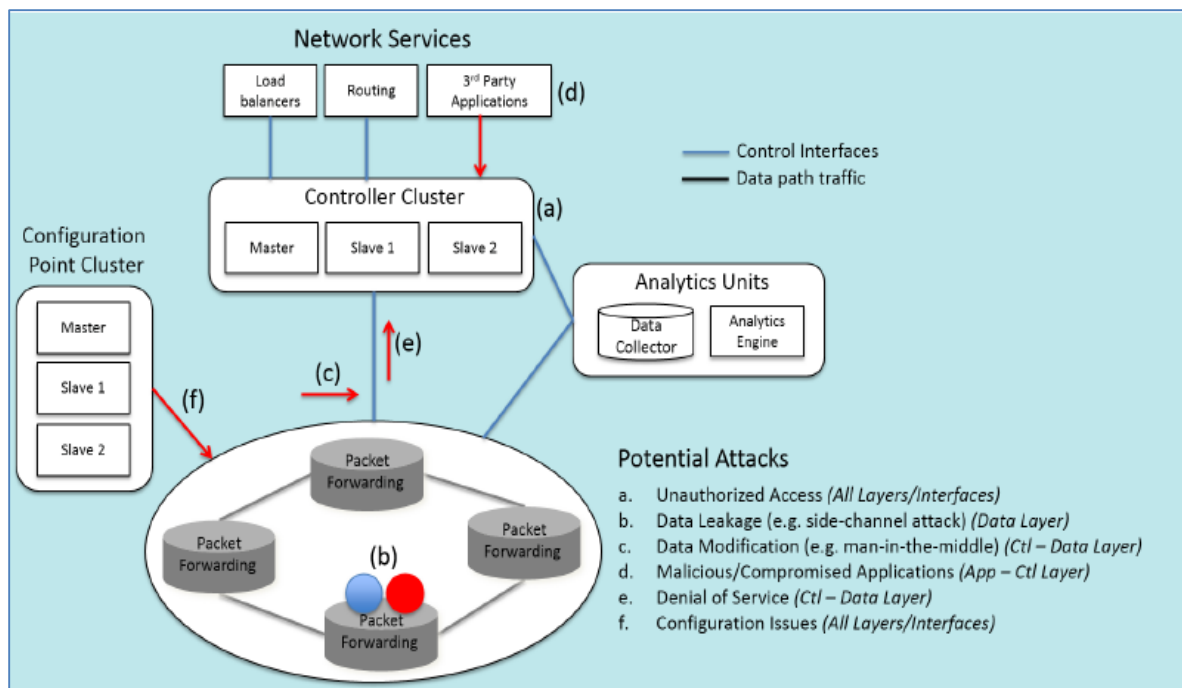 Network Services
Load
balancers
Routing
3rd Party
Applications
(d)
Control Interfaces
Data path traffic
Controller Cluster
(a)
Master
Slave 1
Slave 2
Configuration
Point Cluster
Master
Slave 1
Slave 2
Analytics Units
Data
Collector
Analytics
Engine
(e)
(c)
(f)
Packet
Forwarding
Packet
Forwarding
Packet
Forwarding
(b)
Packet
Forwarding
Potential Attacks
a. Unauthorized Access (All Layers/Interfaces)
b. Data Leakage (e.g. side-channel attack) (Data Layer)
c. Data Modification (e.g. man-in-the-middle) (Ctl – Data Layer)
d. Malicious/Compromised Applications (App – Ctl Layer)
e. Denial of Service (Ctl – Data Layer)
f. Configuration Issues (All Layers/Interfaces)